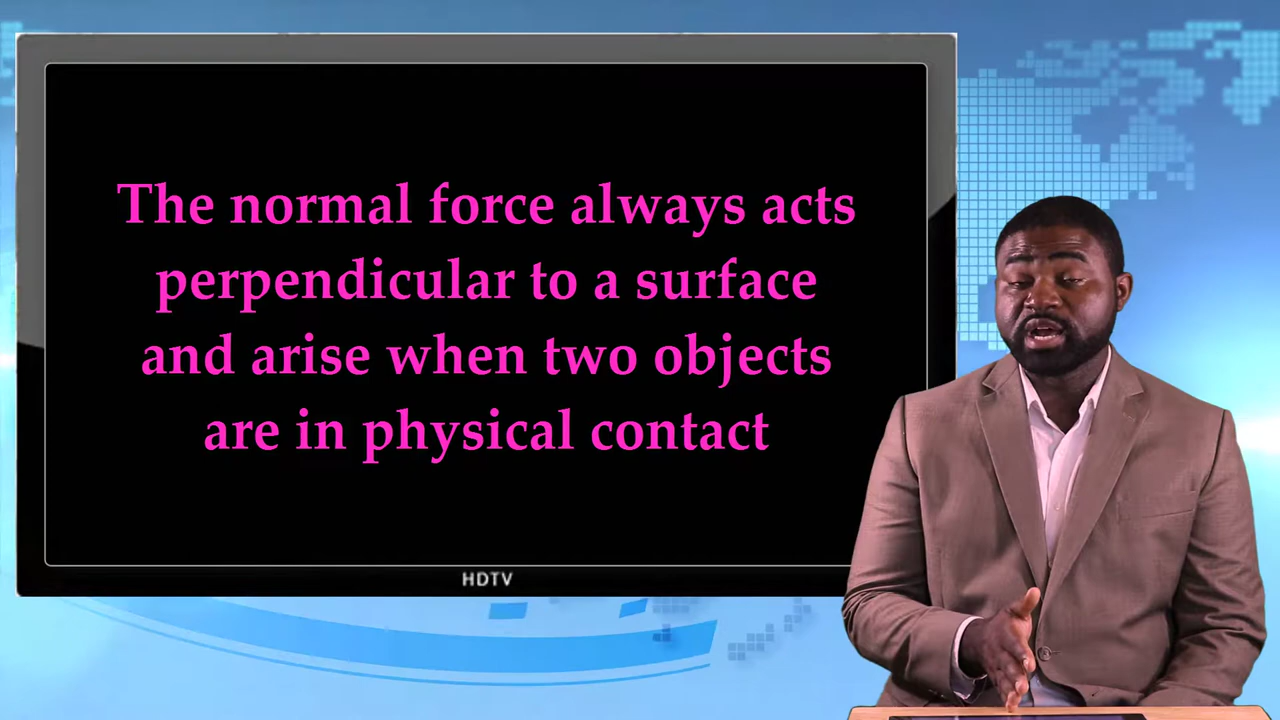 The normal force always acts
perpendicular to a surface
and arise when two objects
are in physical contact
HDTV